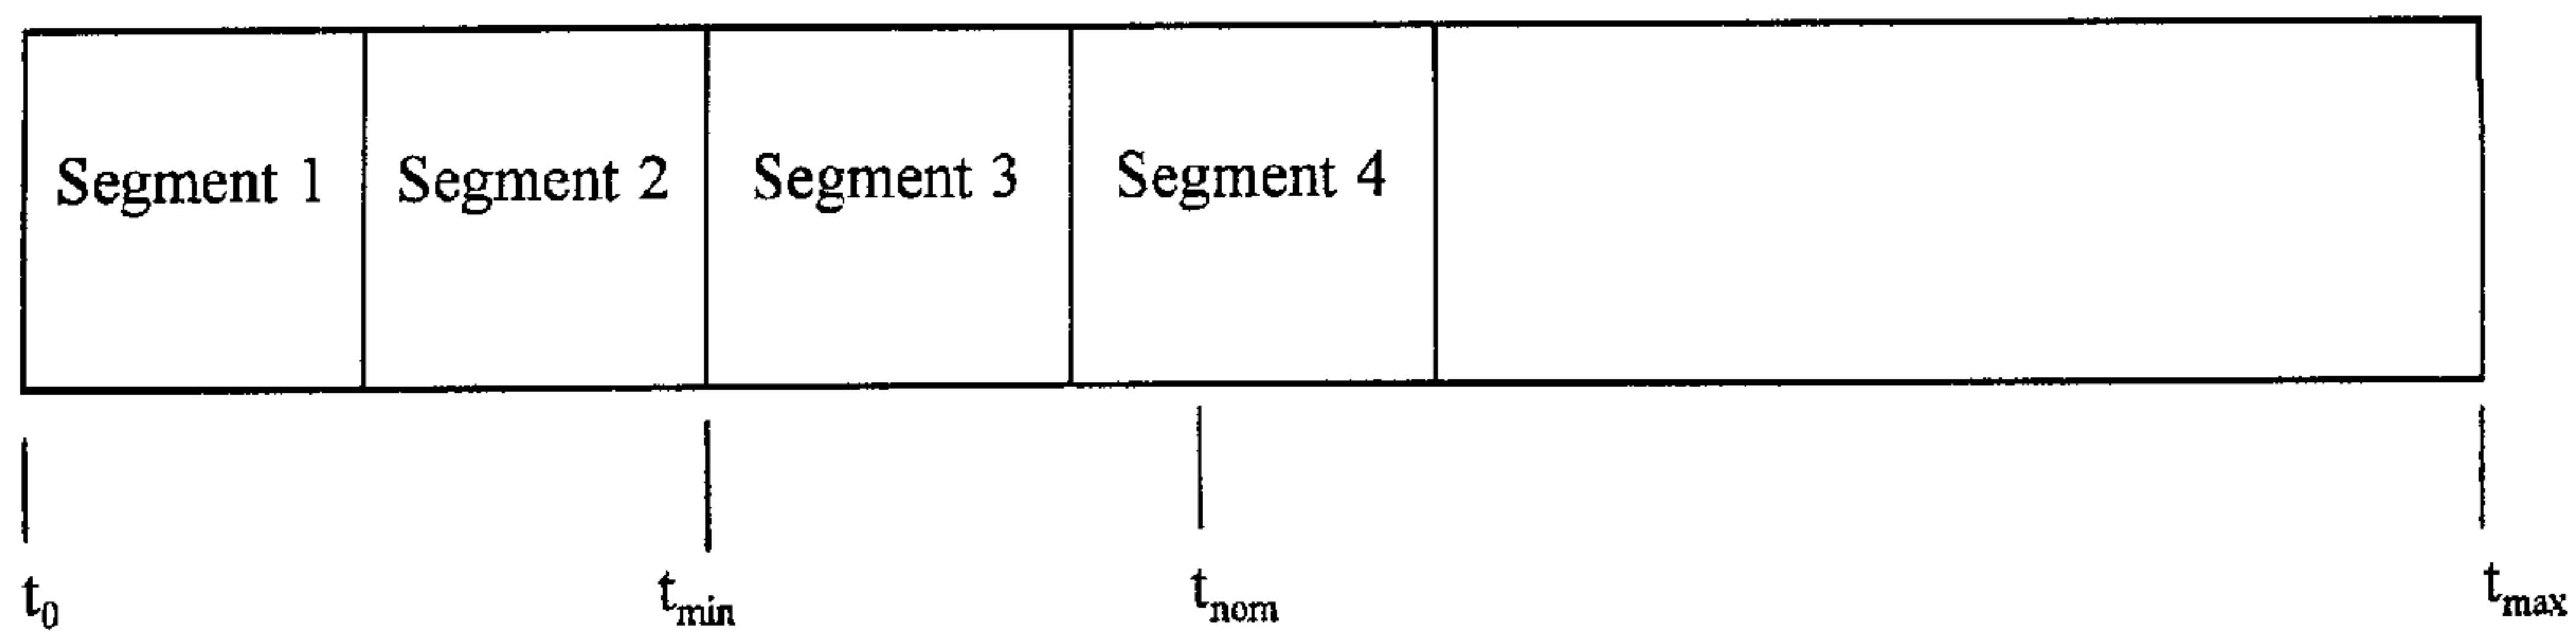 Segment 1 Segment 2 Segment 3 Segment 4
t0 tmin tnom tmax